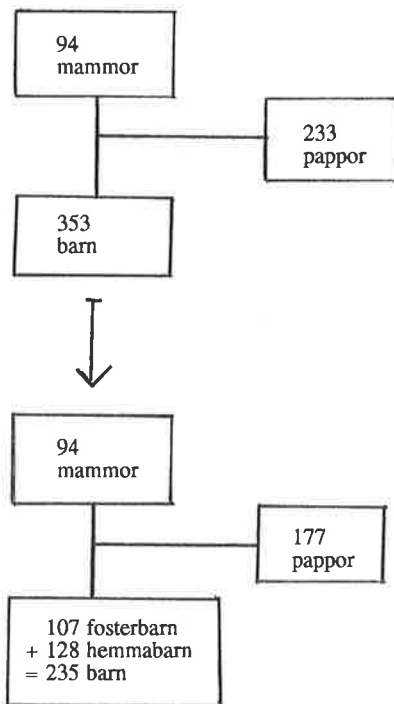 94
mammor
233
pappor
353
barn
94
mammor
177
pappor
107 fosterbarn
+ 128 hemmabarn
= 235 barn